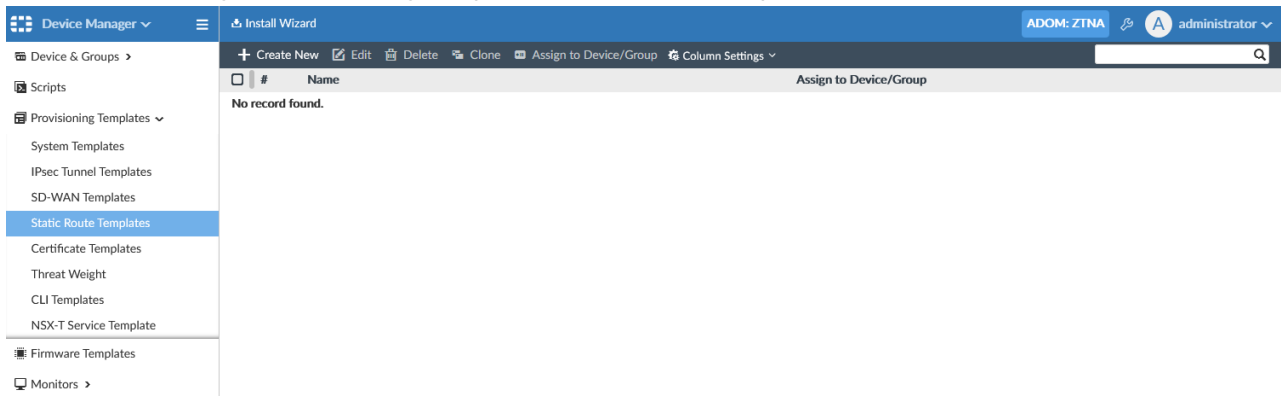 Device Manager
Install Wizard
ADOM: ZTNA
A
administrator
Device & Groups
Scripts
Provisioning Templates
System Templates
IPsec Tunnel Templates
SD-WAN Templates
Static Route Templates
Certificate Templates
Threat Weight
CLI Templates
NSX-T Service Template
Firmware Templates
Monitors
+ Create New Edit Delete Clone Assign to Device/Group Column Settings
# Name Assign to Device/Group
No record found.